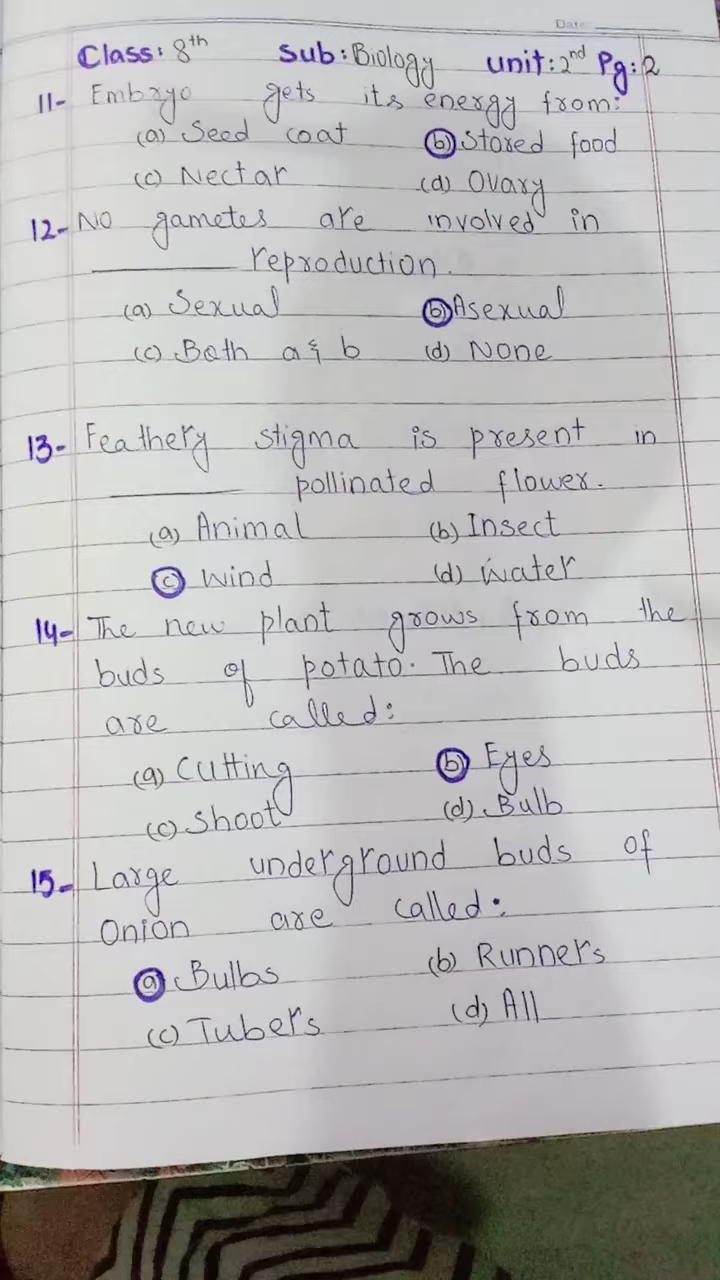 Date
Class: 8th Sub: Biology unit: 2nd Pg: 2
11- Embryo gets its energy from:
(a) Seed coat (b) Stored food
(c) Nectar (d) Ovary
12- No gametes are involved in
________ reproduction.
(a) Sexual (b) Asexual
(c) Both a & b (d) None
13- Feathery stigma is present in
________ pollinated flower.
(a) Animal (b) Insect
(c) Wind (d) Water
14- The new plant grows from the
buds of potato. The buds
are called:
(a) Cutting (b) Eyes
(c) Shoot (d) Bulb
15- Large underground buds of
Onion are called:
(a) Bulbs (b) Runners
(c) Tubers (d) All